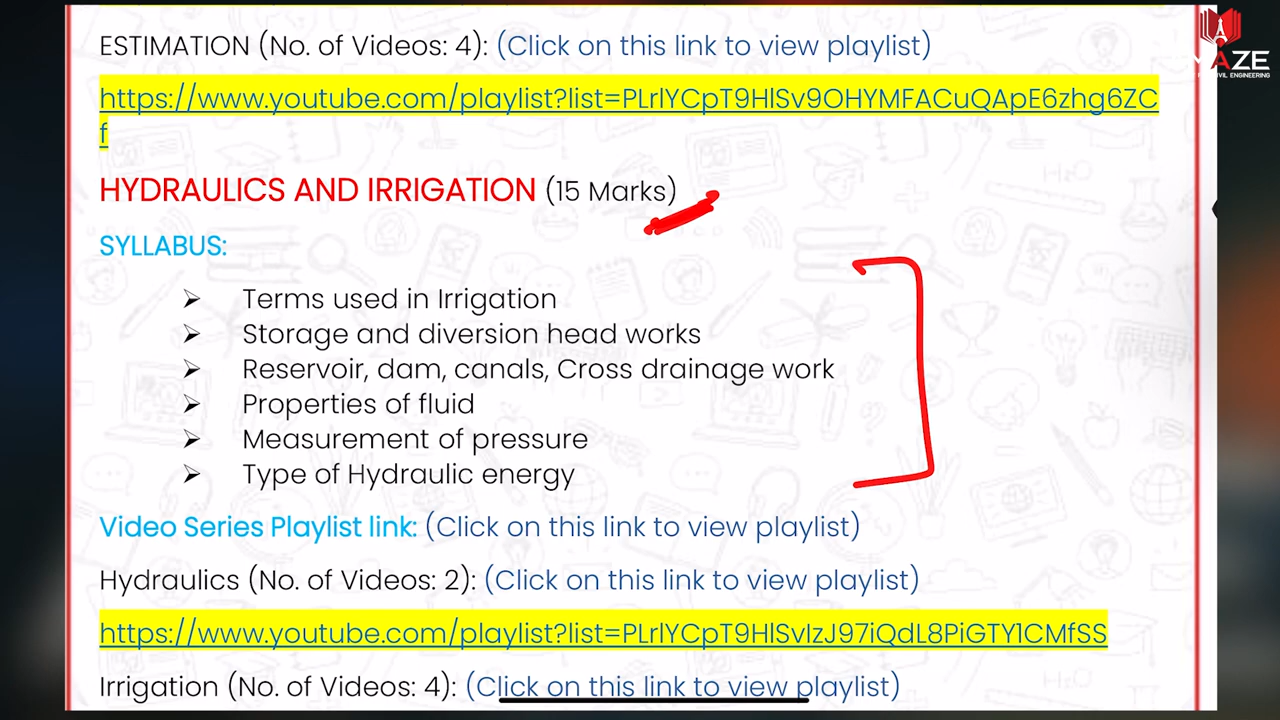 ESTIMATION (No. of Videos: 4): (Click on this link to view playlist)
https://www.youtube.com/playlist?list=PLrlYCpT9HlSv9OHYMFACuQApE6zhg6ZC
f
HYDRAULICS AND IRRIGATION (15 Marks)
SYLLABUS:
➢ Terms used in Irrigation
➢ Storage and diversion head works
➢ Reservoir, dam, canals, Cross drainage work
➢ Properties of fluid
➢ Measurement of pressure
➢ Type of Hydraulic energy
Video Series Playlist link: (Click on this link to view playlist)
Hydraulics (No. of Videos: 2): (Click on this link to view playlist)
https://www.youtube.com/playlist?list=PLrlYCpT9HlSvIzJ97iQdL8PiGTY1CMfSS
Irrigation (No. of Videos: 4): (Click on this link to view playlist)